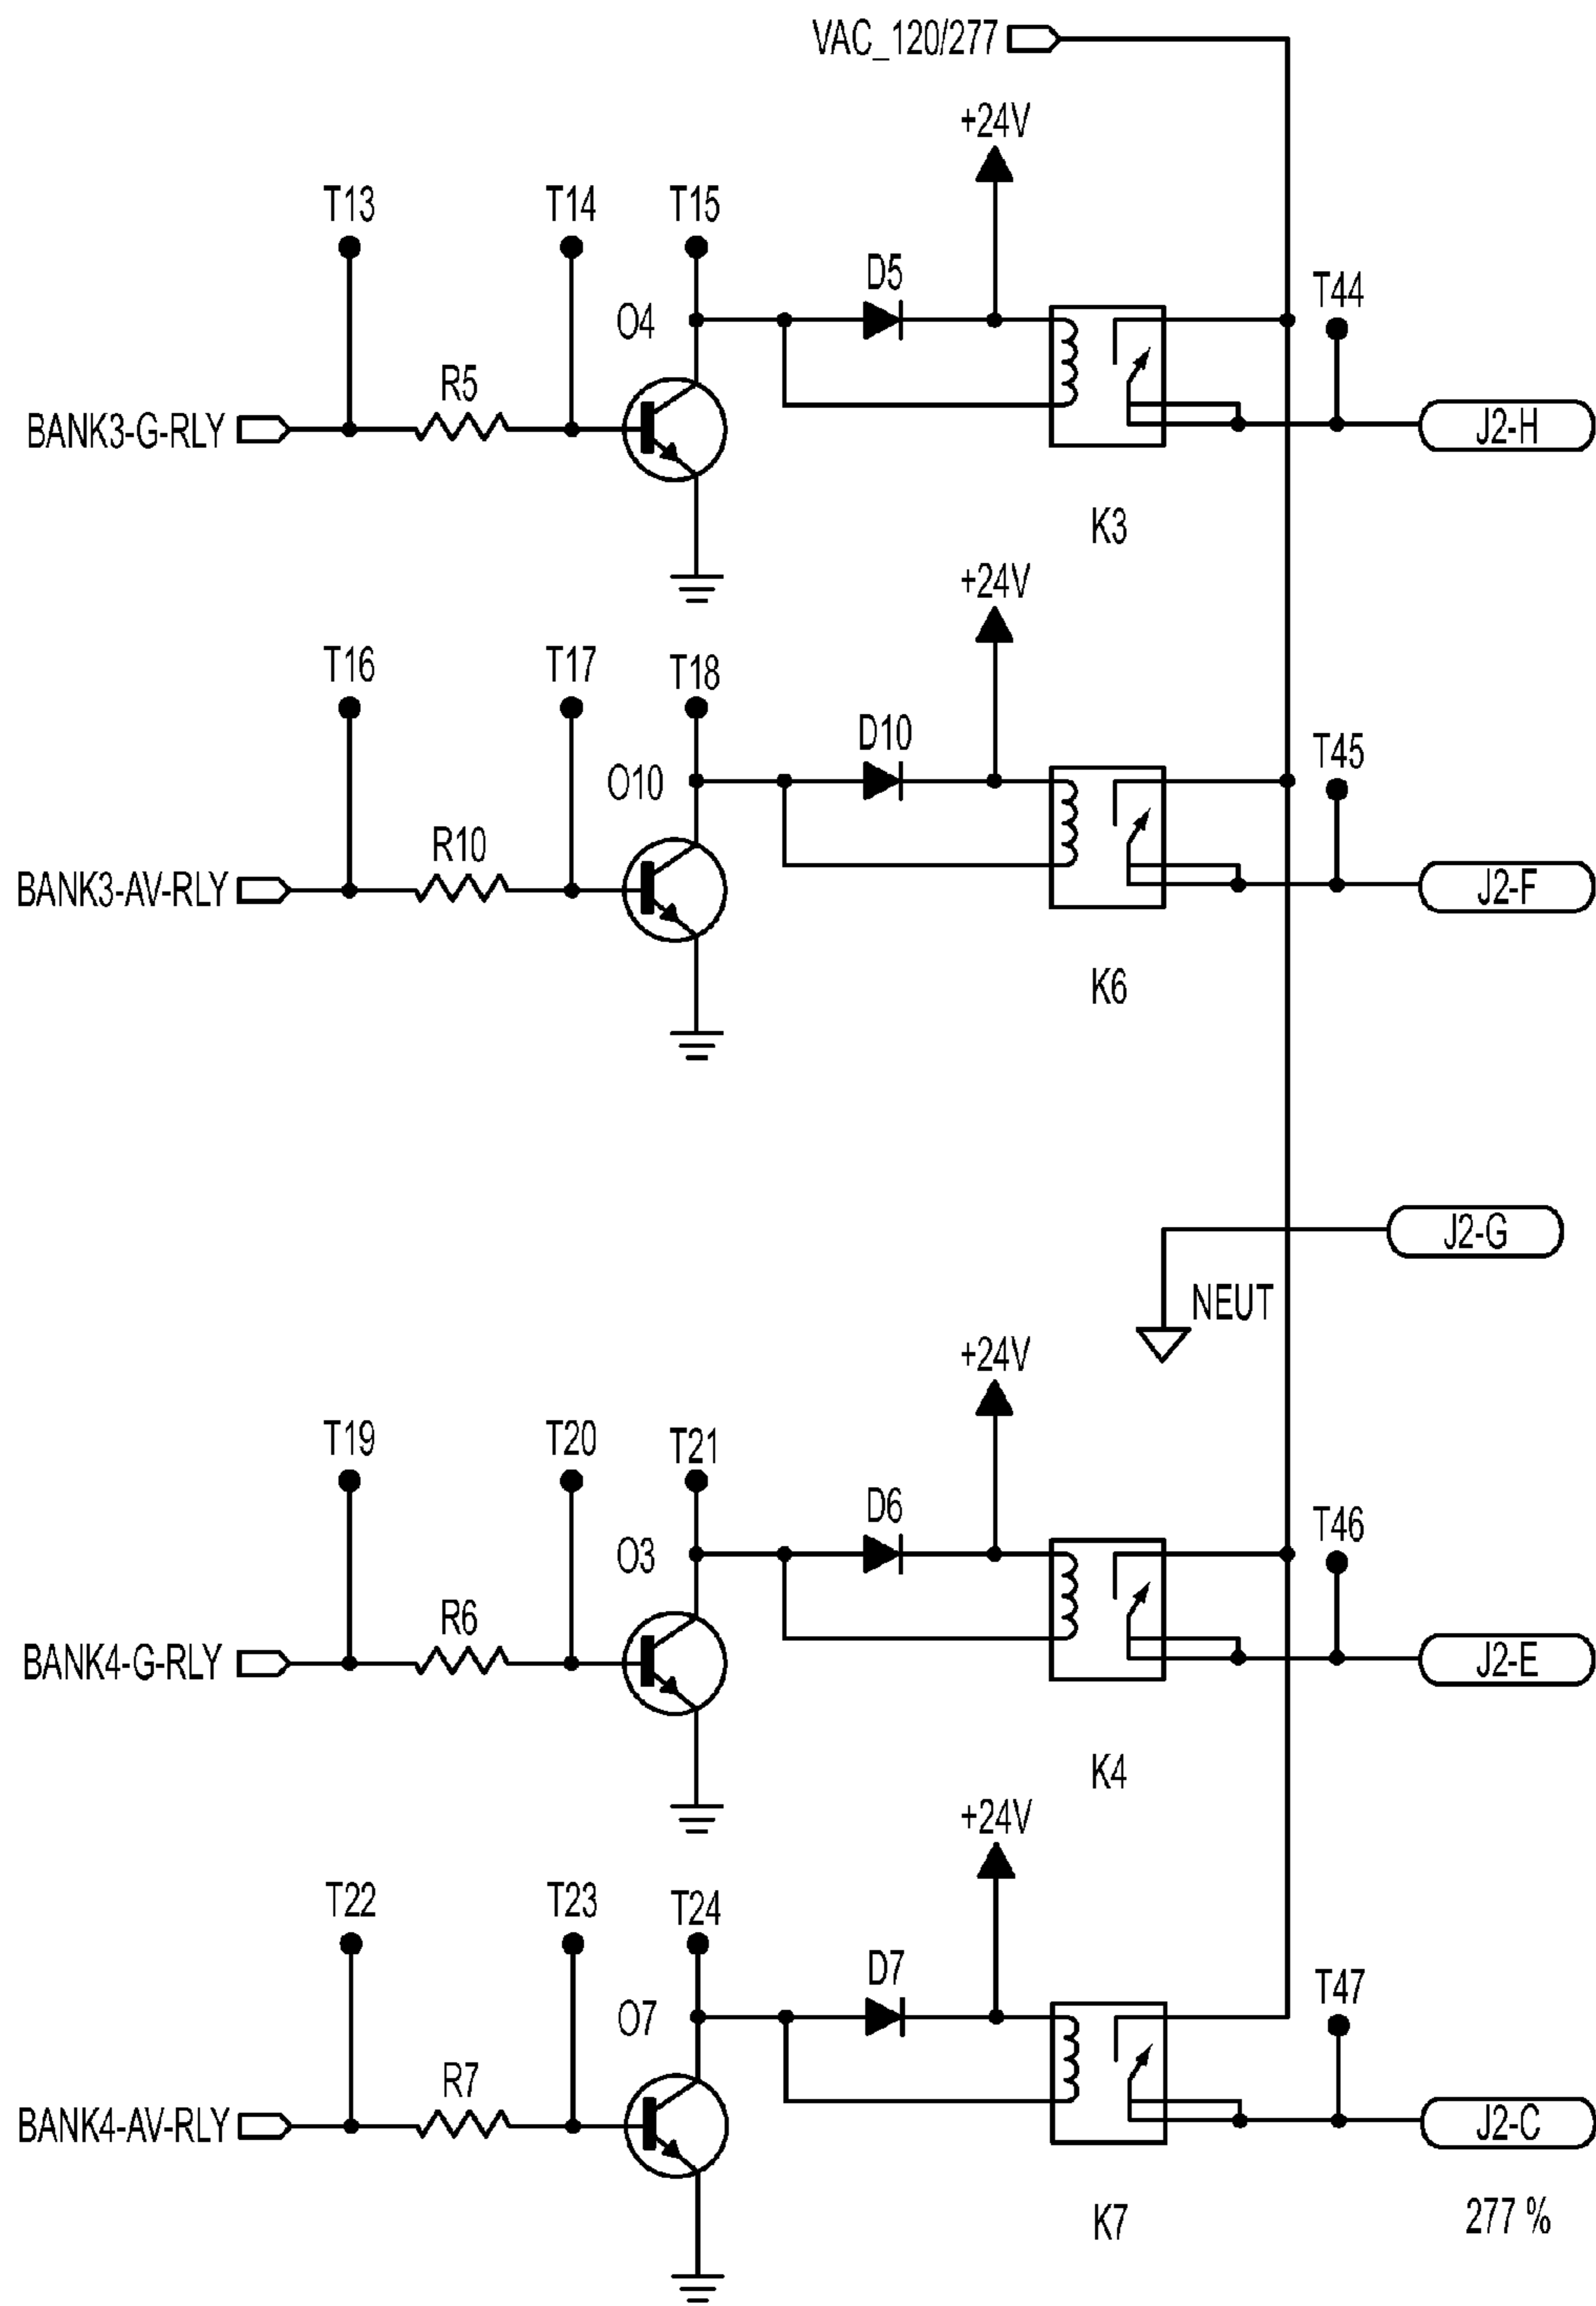 VAC_120/277
+24V
T13
T14
T15
D5
T44
O4
R5
BANK3-G-RLY
J2-H
K3
+24V
T16
T17
T18
D10
T45
O10
R10
BANK3-AV-RLY
J2-F
K6
J2-G
NEUT
+24V
T19
T20
T21
D6
T46
O3
R6
BANK4-G-RLY
J2-E
K4
+24V
T22
T23
T24
D7
T47
O7
R7
BANK4-AV-RLY
J2-C
K7
277 %